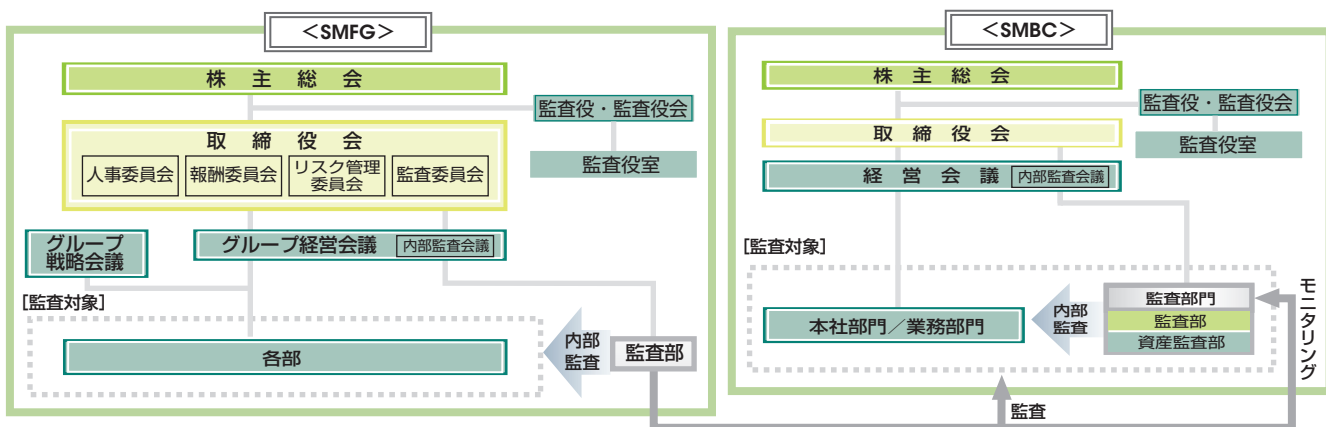 <SMFG>
株主総会
監査役・監査役会
監査役室
取締役会
人事委員会
報酬委員会
リスク管理
委員会
監査委員会
グループ
戦略会議
グループ経営会議
内部監査会議
[監査対象]
各部
内部
監査
監査部
<SMBC>
株主総会
監査役・監査役会
監査役室
取締役会
経営会議
内部監査会議
[監査対象]
本社部門/業務部門
内部
監査
監査部門
監査部
資産監査部
モニタリング
監査